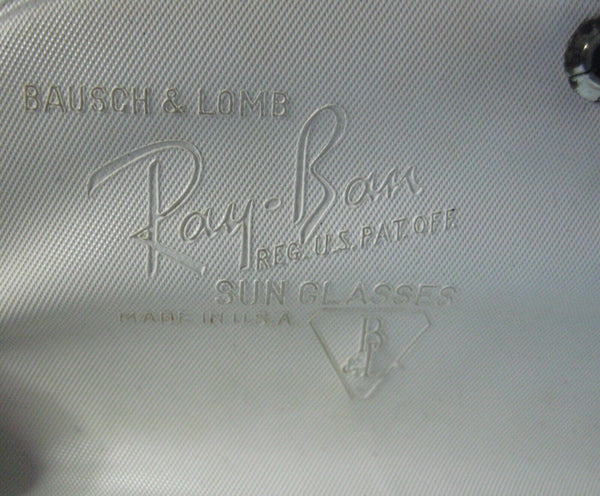 BAUSCH & LOMB
Ray-Ban
REG. U.S. PAT. OFF.
SUN GLASSES
MADE IN U.S.A.
B
&L